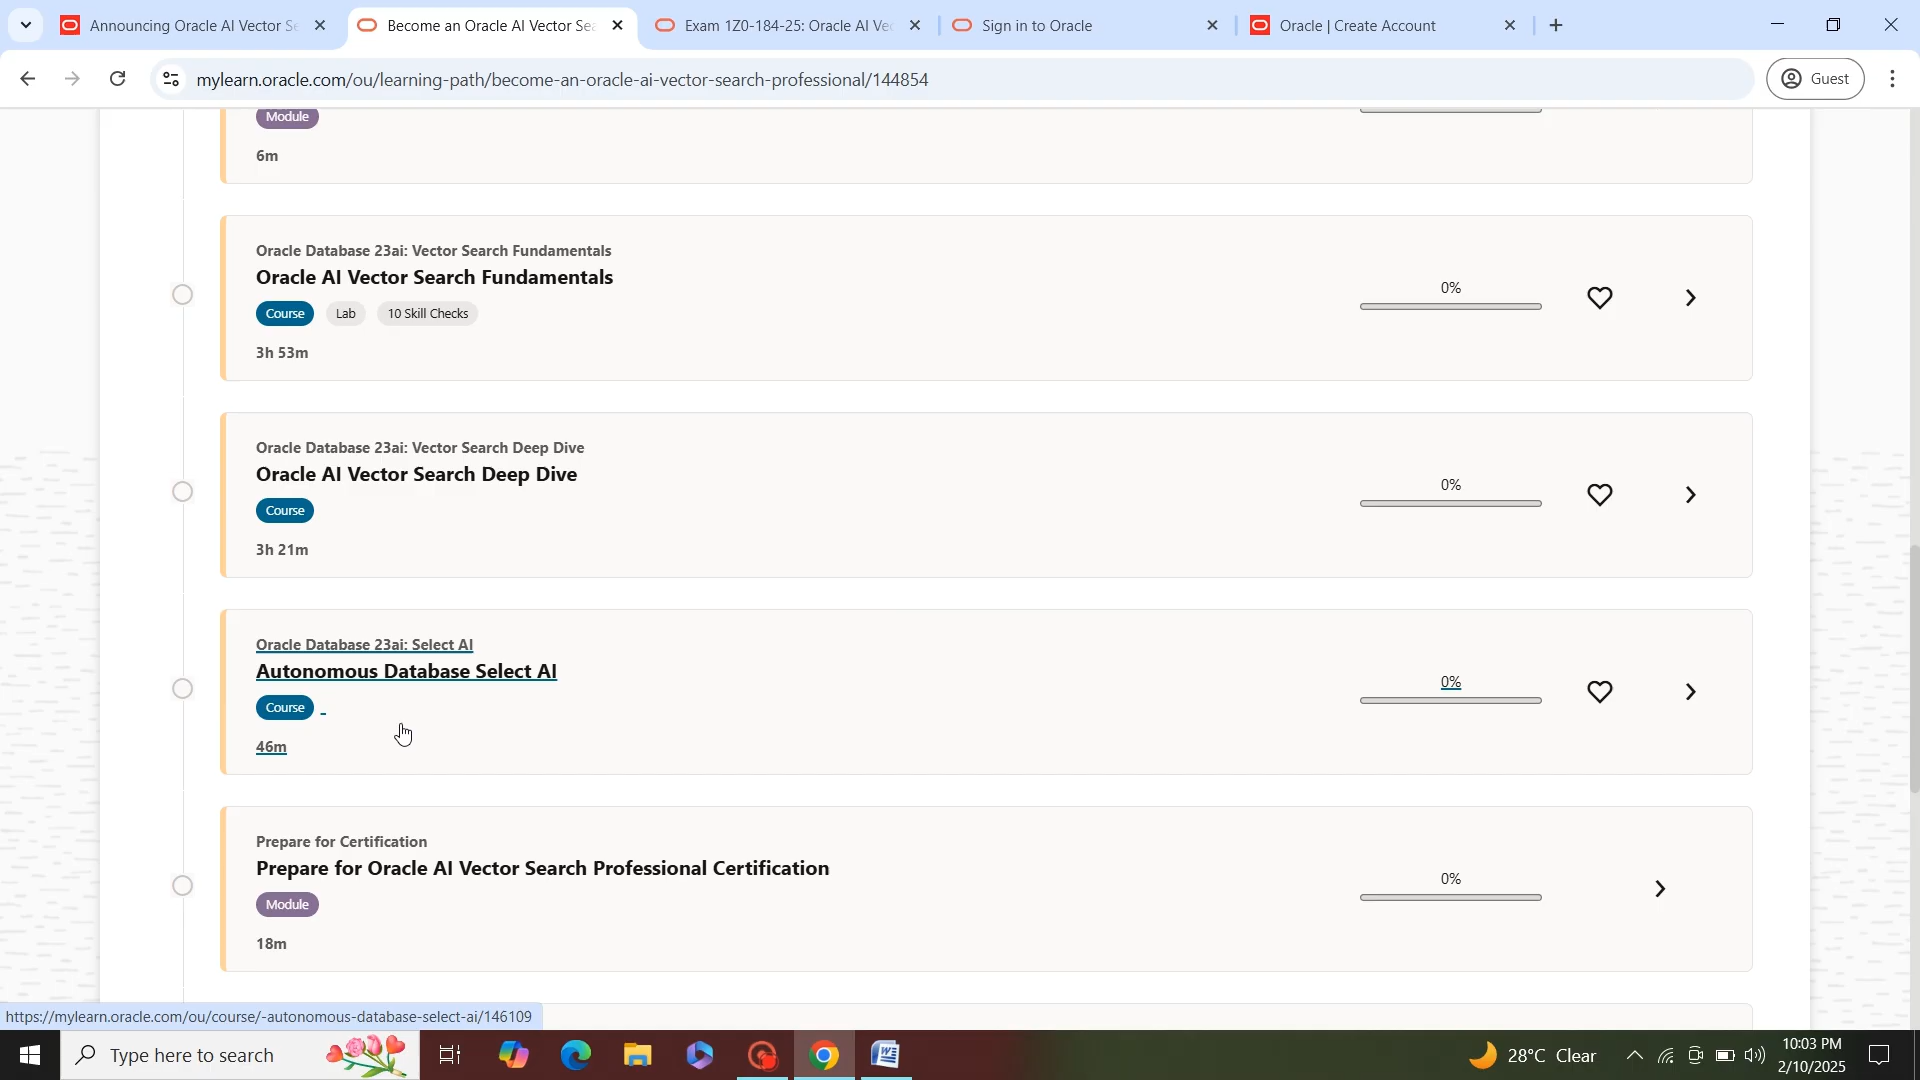 Announcing Oracle AI Vector Se
Become an Oracle AI Vector Sea
Exam 1Z0-184-25: Oracle AI Vec
Sign in to Oracle
Oracle | Create Account
mylearn.oracle.com/ou/learning-path/become-an-oracle-ai-vector-search-professional/144854
Guest
Module
6m
Oracle Database 23ai: Vector Search Fundamentals
Oracle AI Vector Search Fundamentals
0%
Course Lab 10 Skill Checks
3h 53m
Oracle Database 23ai: Vector Search Deep Dive
Oracle AI Vector Search Deep Dive
0%
Course
3h 21m
Oracle Database 23ai: Select AI
Autonomous Database Select AI
0%
Course
46m
Prepare for Certification
Prepare for Oracle AI Vector Search Professional Certification
0%
Module
18m
https://mylearn.oracle.com/ou/course/-autonomous-database-select-ai/146109
Type here to search
28°C Clear
10:03 PM
2/10/2025